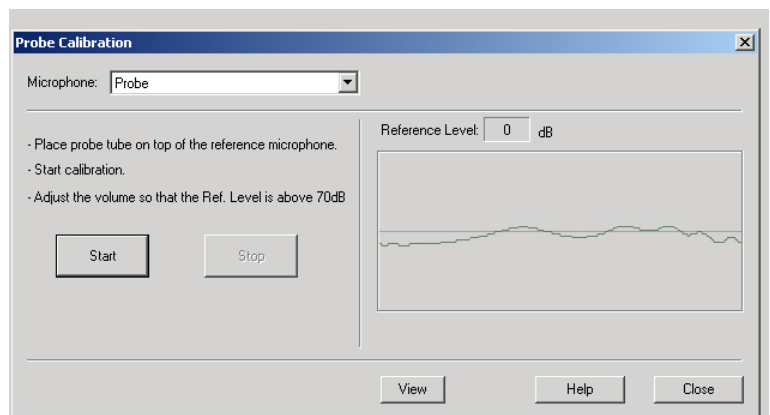 Probe Calibration
Microphone: Probe
- Place probe tube on top of the reference microphone.
- Start calibration.
- Adjust the volume so that the Ref. Level is above 70dB
Start Stop
Reference Level: 0 dB
View Help Close